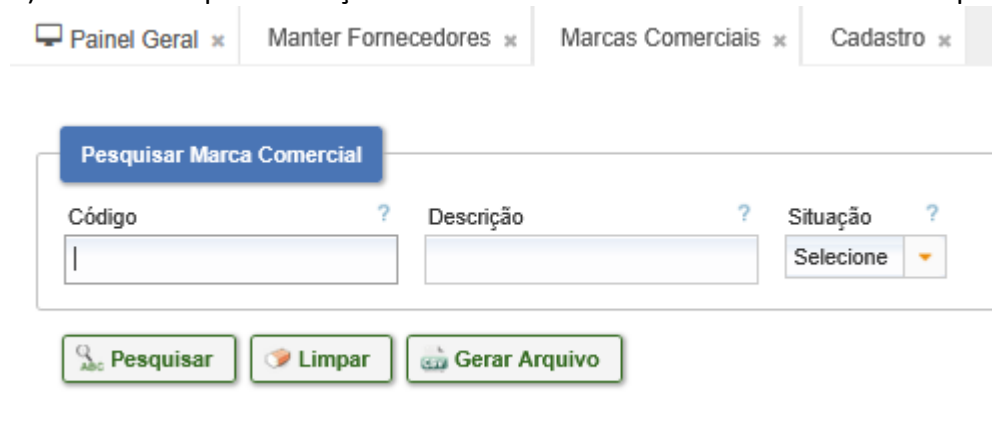 Painel Geral × Manter Fornecedores × Marcas Comerciais × Cadastro ×
Pesquisar Marca Comercial
Código ? Descrição ? Situação ?
Selecione
Pesquisar Limpar Gerar Arquivo